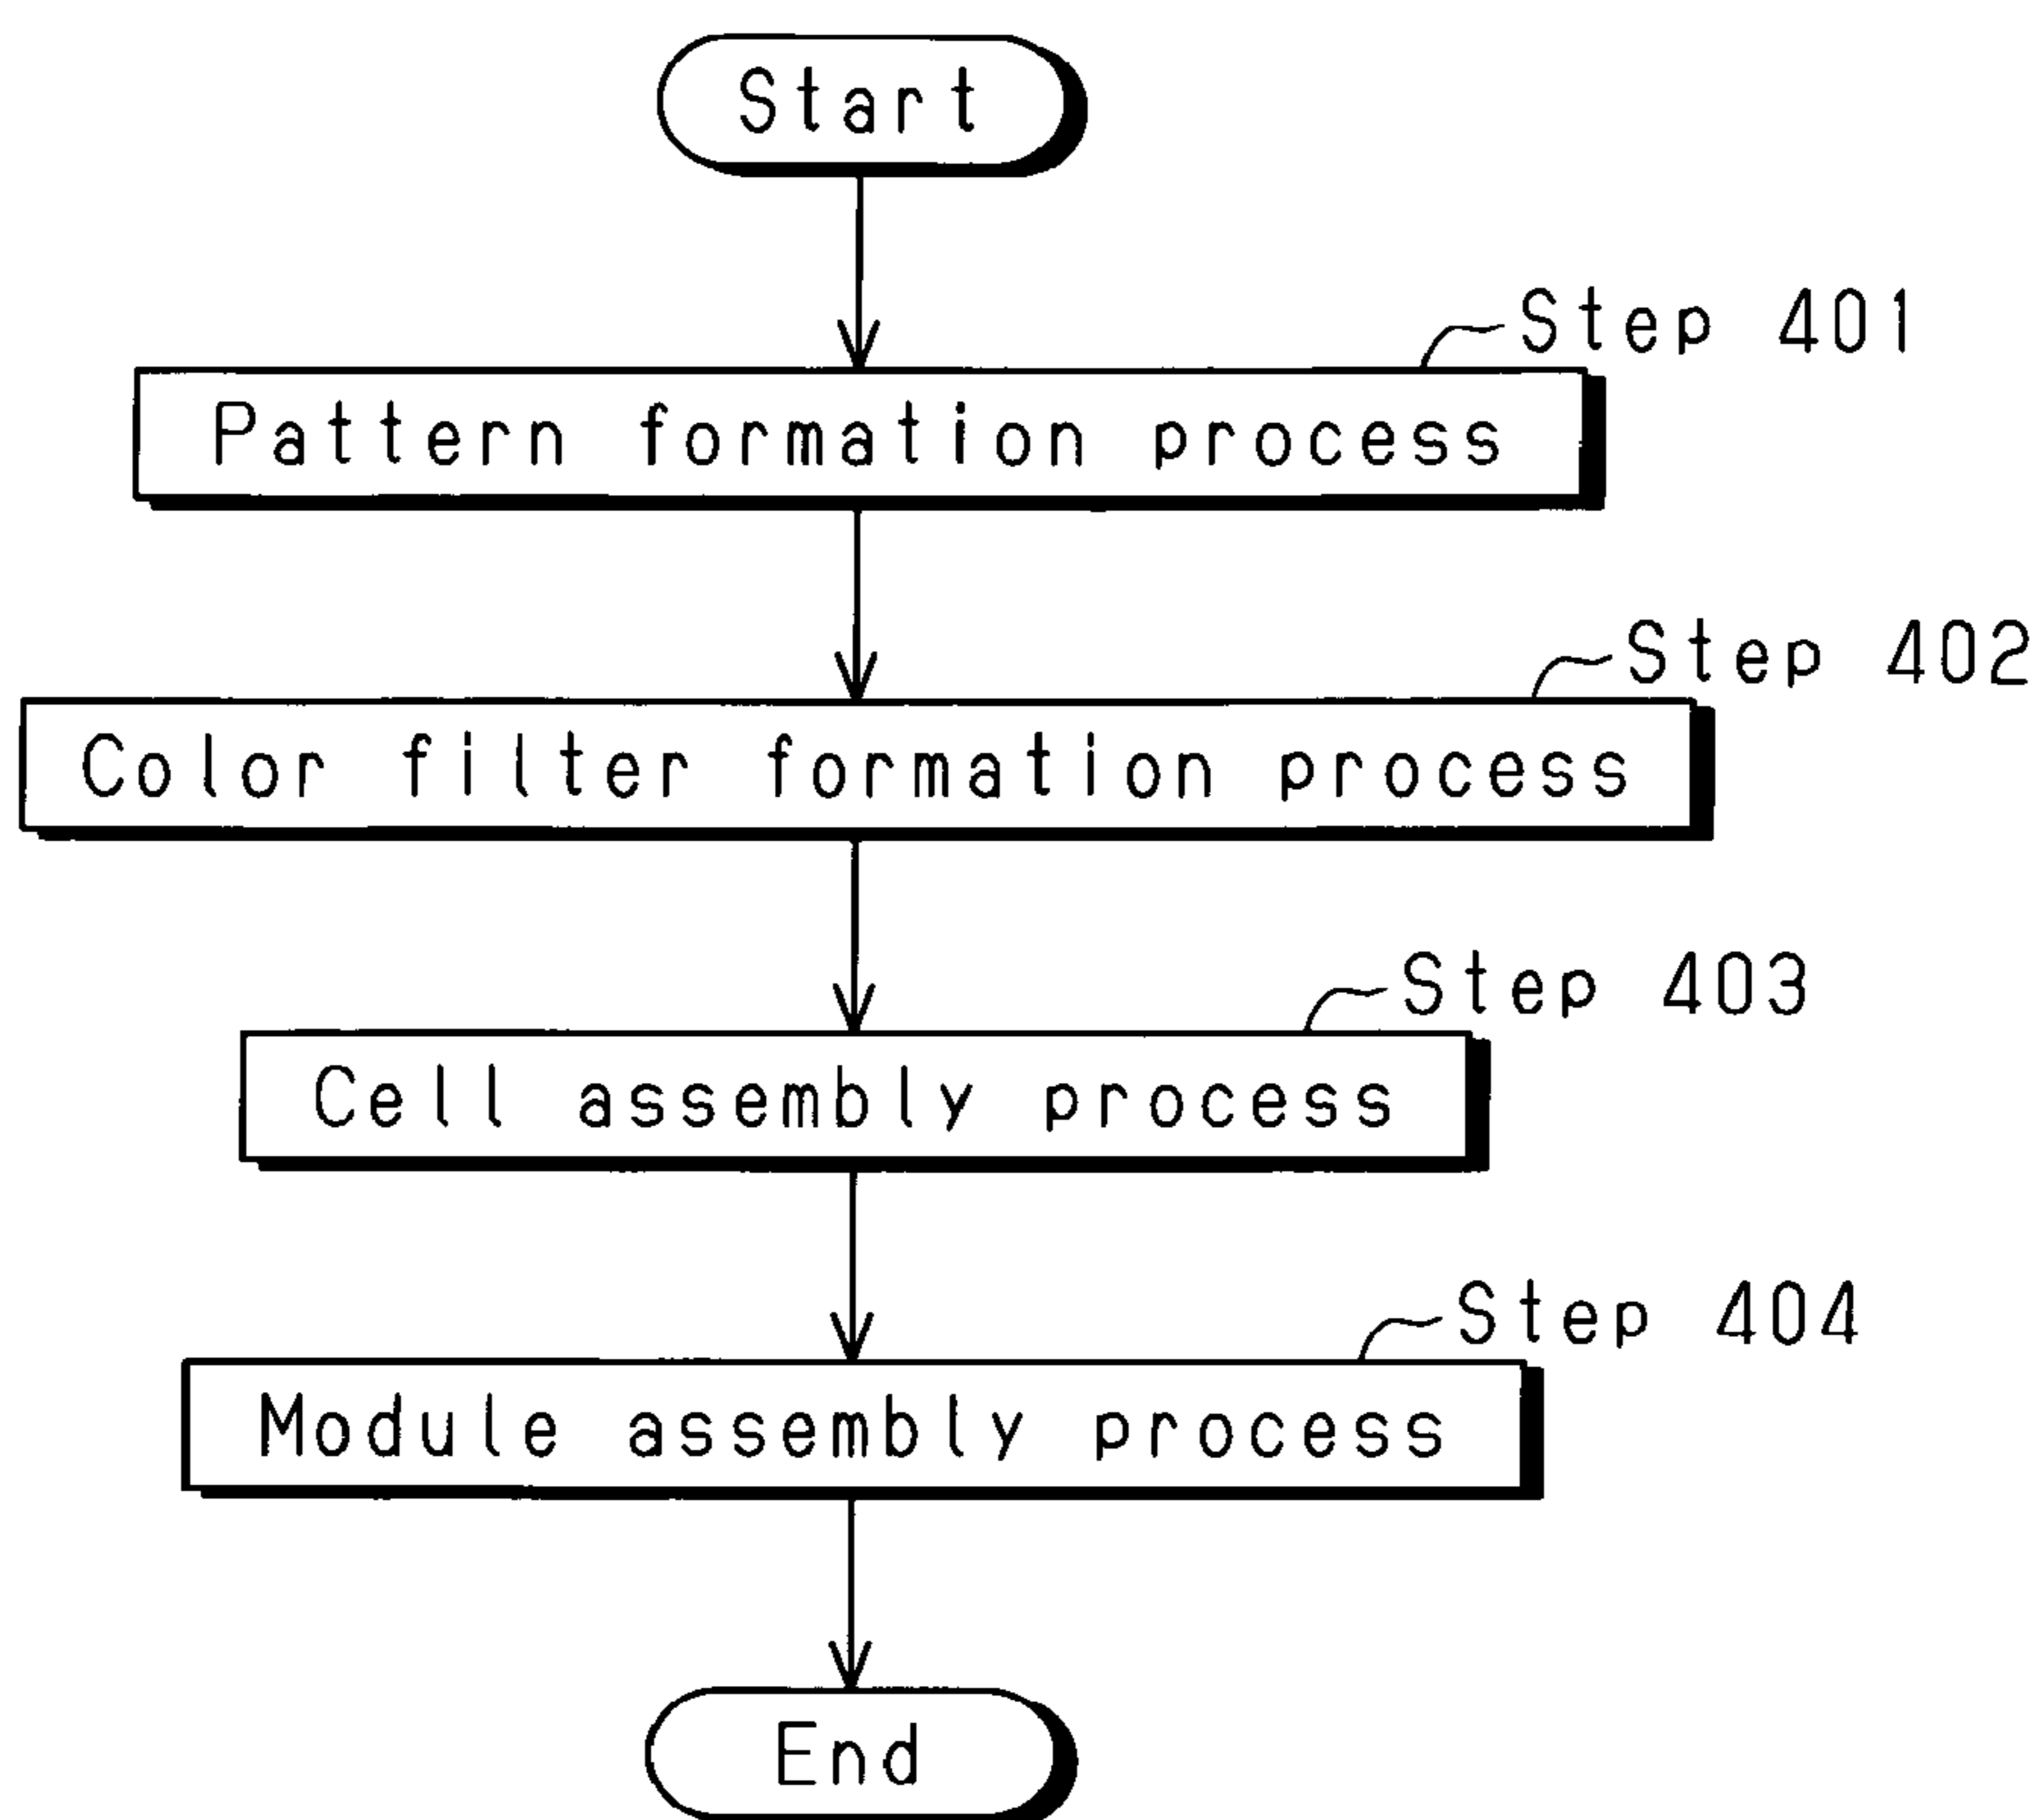 Start
Step 401
Pattern formation process
Step 402
Color filter formation process
Step 403
Cell assembly process
Step 404
Module assembly process
End